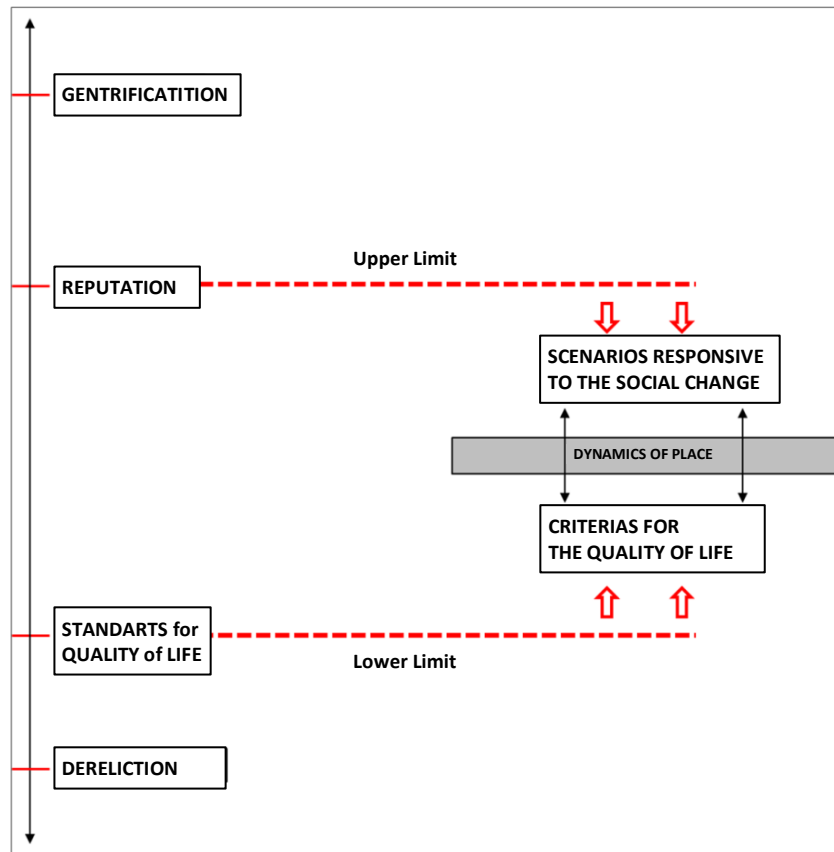 GENTRIFICATITION
Upper Limit
REPUTATION
SCENARIOS RESPONSIVE
TO THE SOCIAL CHANGE
DYNAMICS OF PLACE
CRITERIAS FOR
THE QUALITY OF LIFE
STANDARTS for
QUALITY of LIFE
Lower Limit
DERELICTION